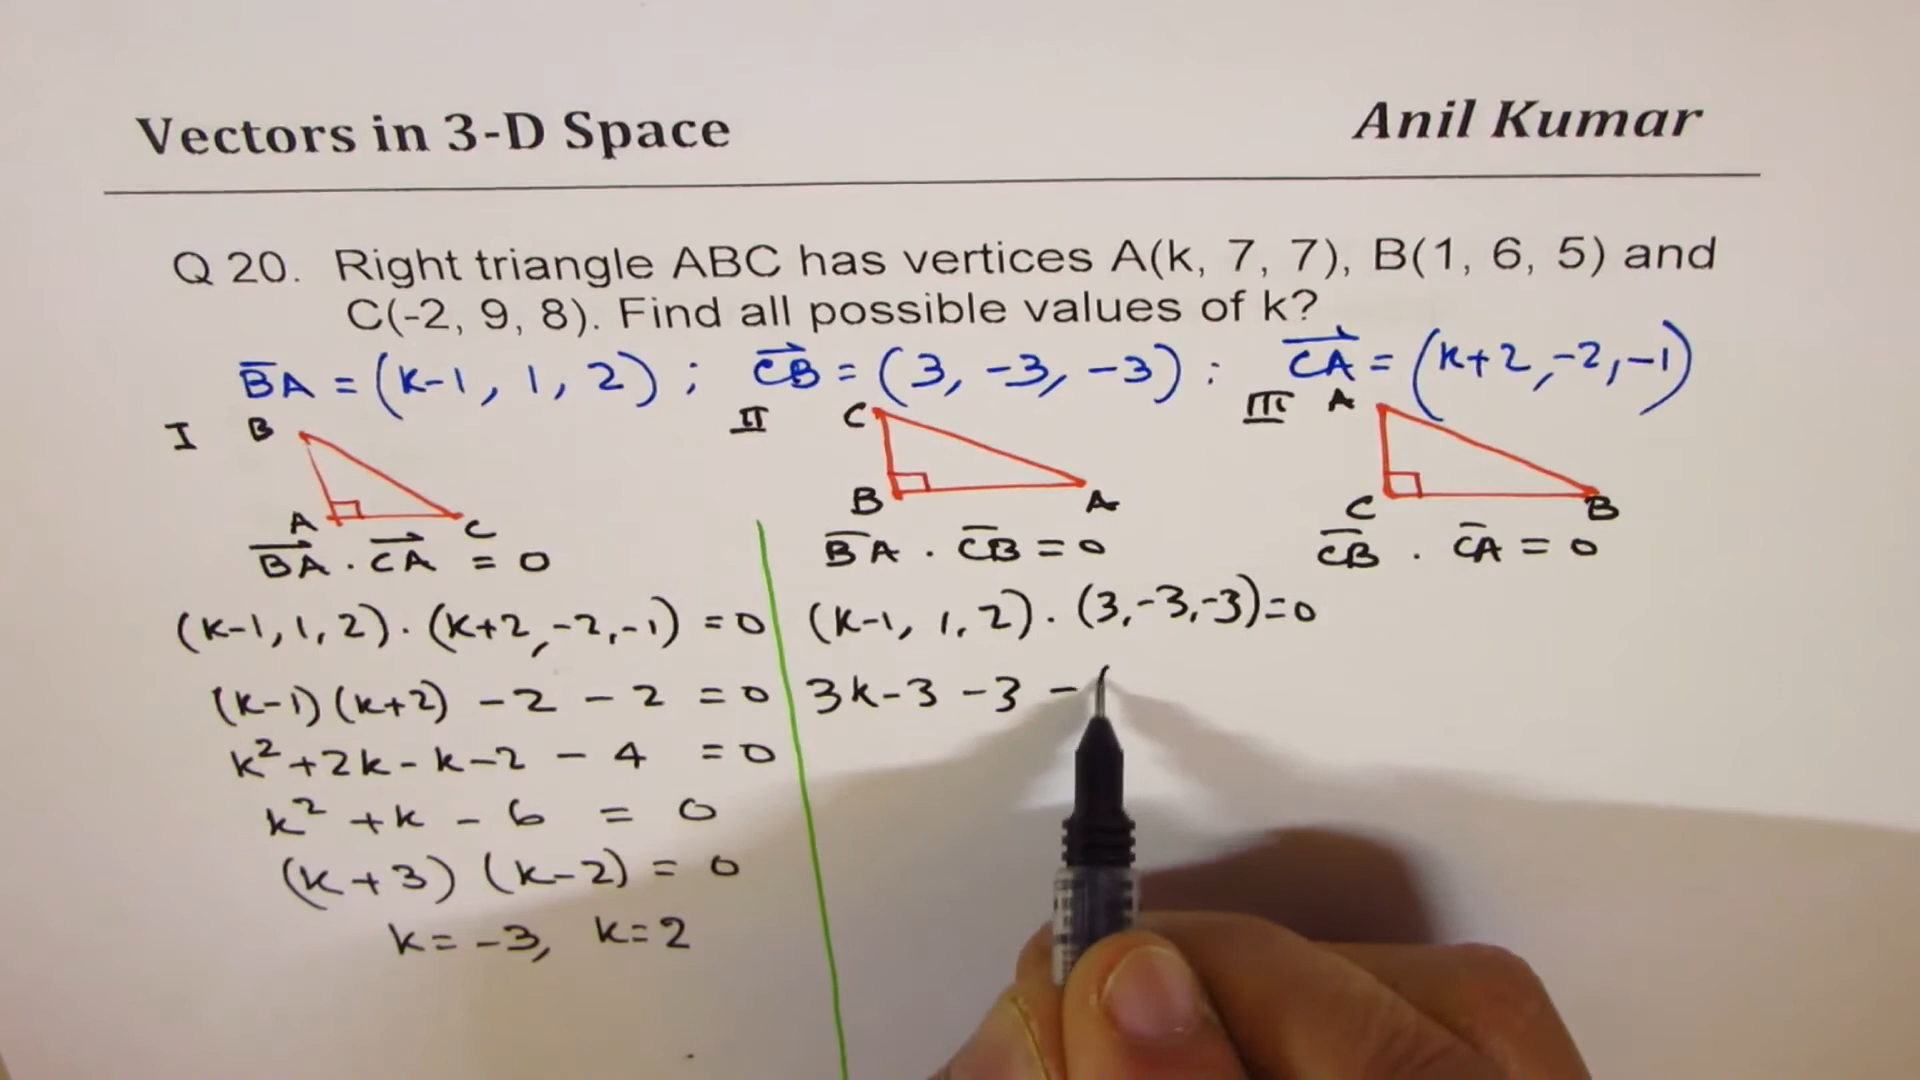 Vectors in 3-D Space
Anil Kumar
Q 20. Right triangle ABC has vertices A(k, 7, 7), B(1, 6, 5) and
C(-2, 9, 8). Find all possible values of k?
BA = (k-1, 1, 2) ; CB = (3, -3, -3) ; CA = (k+2, -2, -1)
I
B
A
C
BA · CA = 0
(k-1, 1, 2) · (k+2, -2, -1) = 0
(k-1)(k+2) - 2 - 2 = 0
k² + 2k - k - 2 - 4 = 0
k² + k - 6 = 0
(k+3) (k-2) = 0
k = -3, k = 2
II
C
B
A
BA · CB = 0
(k-1, 1, 2) · (3, -3, -3) = 0
3k - 3 - 3 -
III
A
C
B
CB · CA = 0